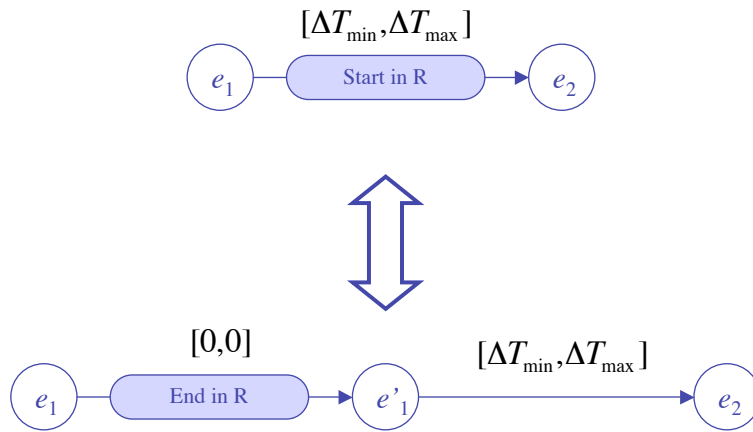 [ΔT_min,ΔT_max]
e_1 Start in R e_2
[0,0] [ΔT_min,ΔT_max]
e_1 End in R e'_1 e_2